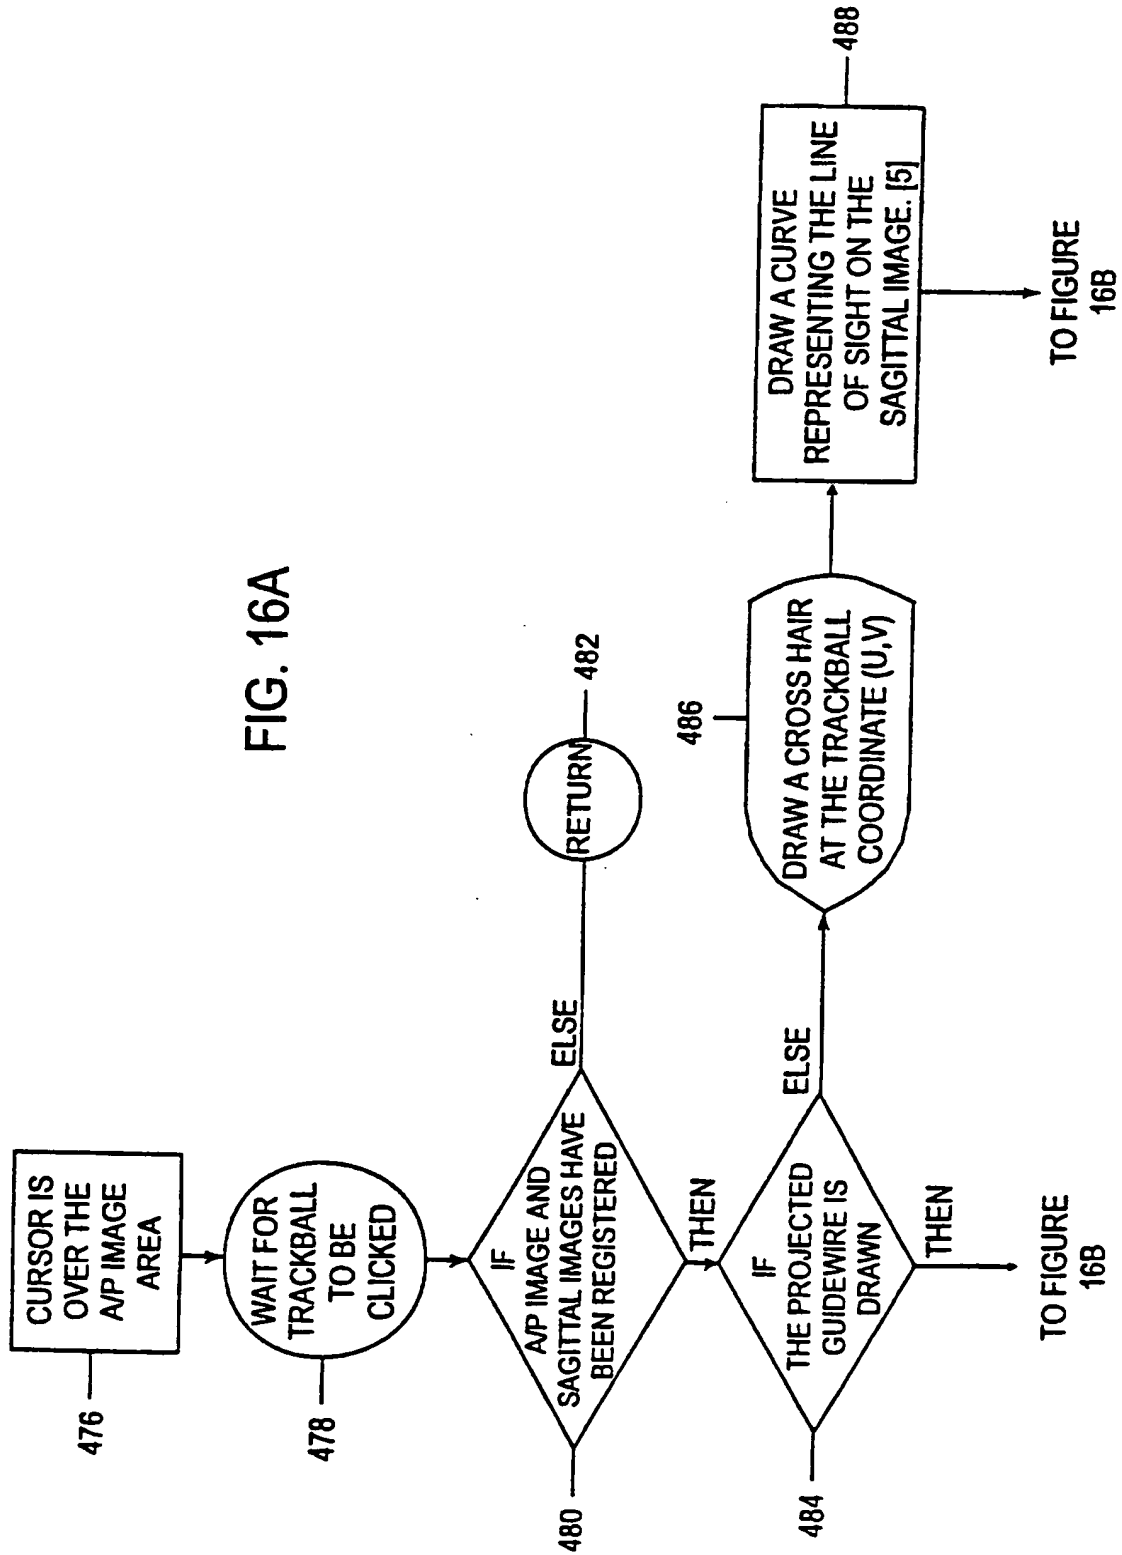 FIG. 16A
476
CURSOR IS
OVER THE
A/P IMAGE
AREA
478
WAIT FOR
TRACKBALL
TO BE
CLICKED
480
IF
A/P IMAGE AND
SAGITTAL IMAGES HAVE
BEEN REGISTERED
ELSE
RETURN
482
THEN
484
IF
THE PROJECTED
GUIDEWIRE IS
DRAWN
ELSE
THEN
TO FIGURE
16B
486
DRAW A CROSS HAIR
AT THE TRACKBALL
COORDINATE (U,V)
DRAW A CURVE
REPRESENTING THE LINE
OF SIGHT ON THE
SAGITTAL IMAGE. [5]
488
TO FIGURE
16B